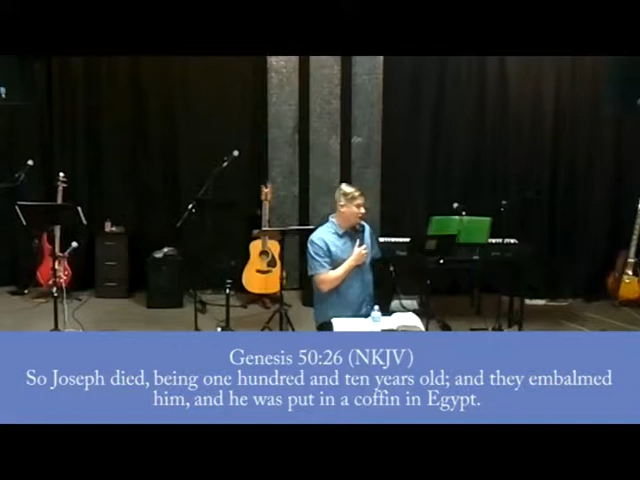 Genesis 50:26 (NKJV)
So Joseph died, being one hundred and ten years old; and they embalmed
him, and he was put in a coffin in Egypt.